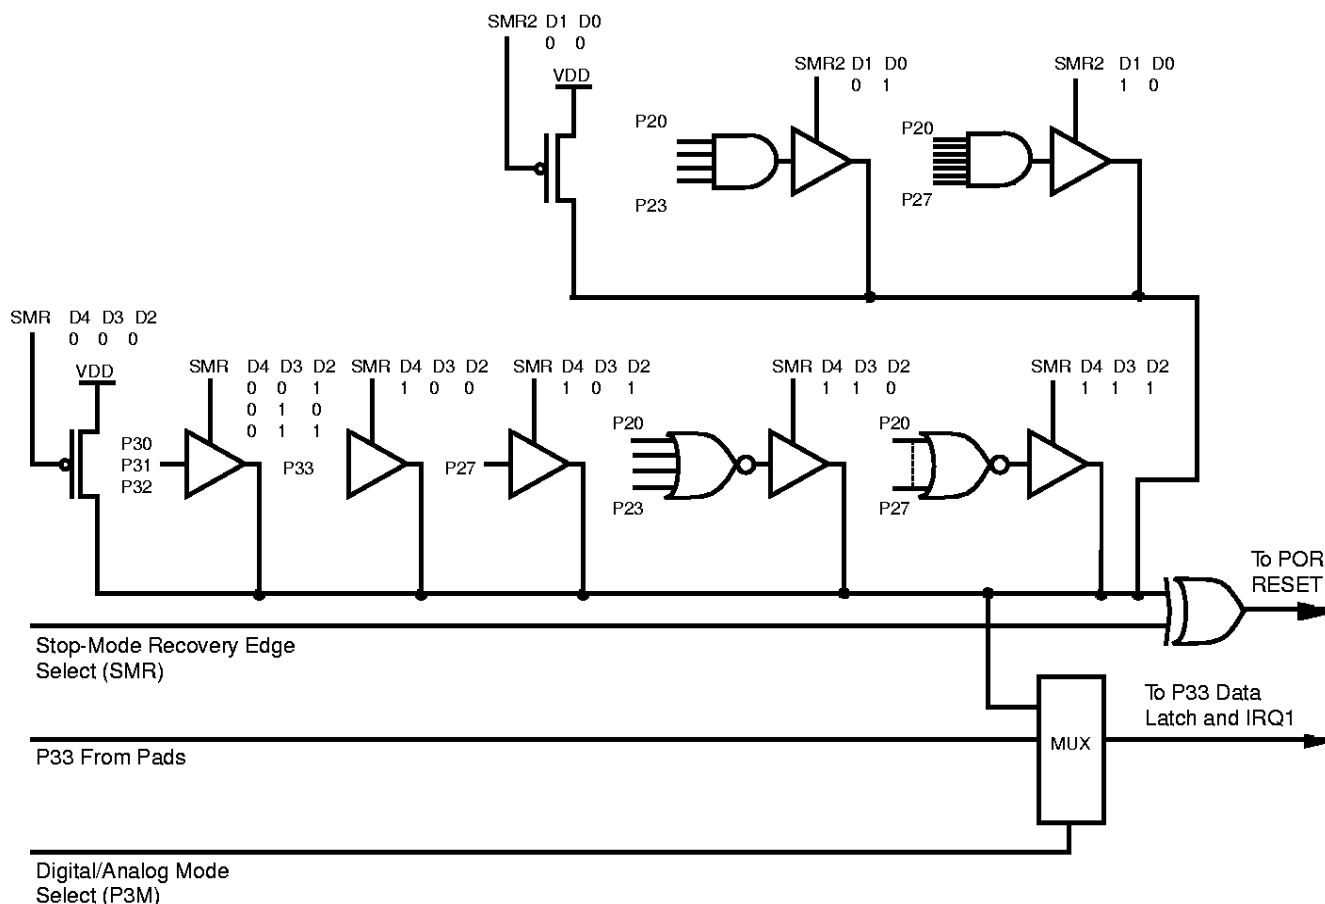 SMR2 D1 D0
0 0
VDD
SMR2 D1 D0
0 1
SMR2 D1 D0
1 0
P20
P23
P20
P27
SMR D4 D3 D2
0 0 0
VDD
SMR D4 D3 D2
0 0 1
0 1 0
0 1 1
SMR D4 D3 D2
1 0 0
SMR D4 D3 D2
1 0 1
SMR D4 D3 D2
1 1 0
SMR D4 D3 D2
1 1 1
P30
P31
P32
P33
P27
P20
P23
P20
P27
To POR
RESET
Stop-Mode Recovery Edge
Select (SMR)
To P33 Data
Latch and IRQ1
MUX
P33 From Pads
Digital/Analog Mode
Select (P3M)